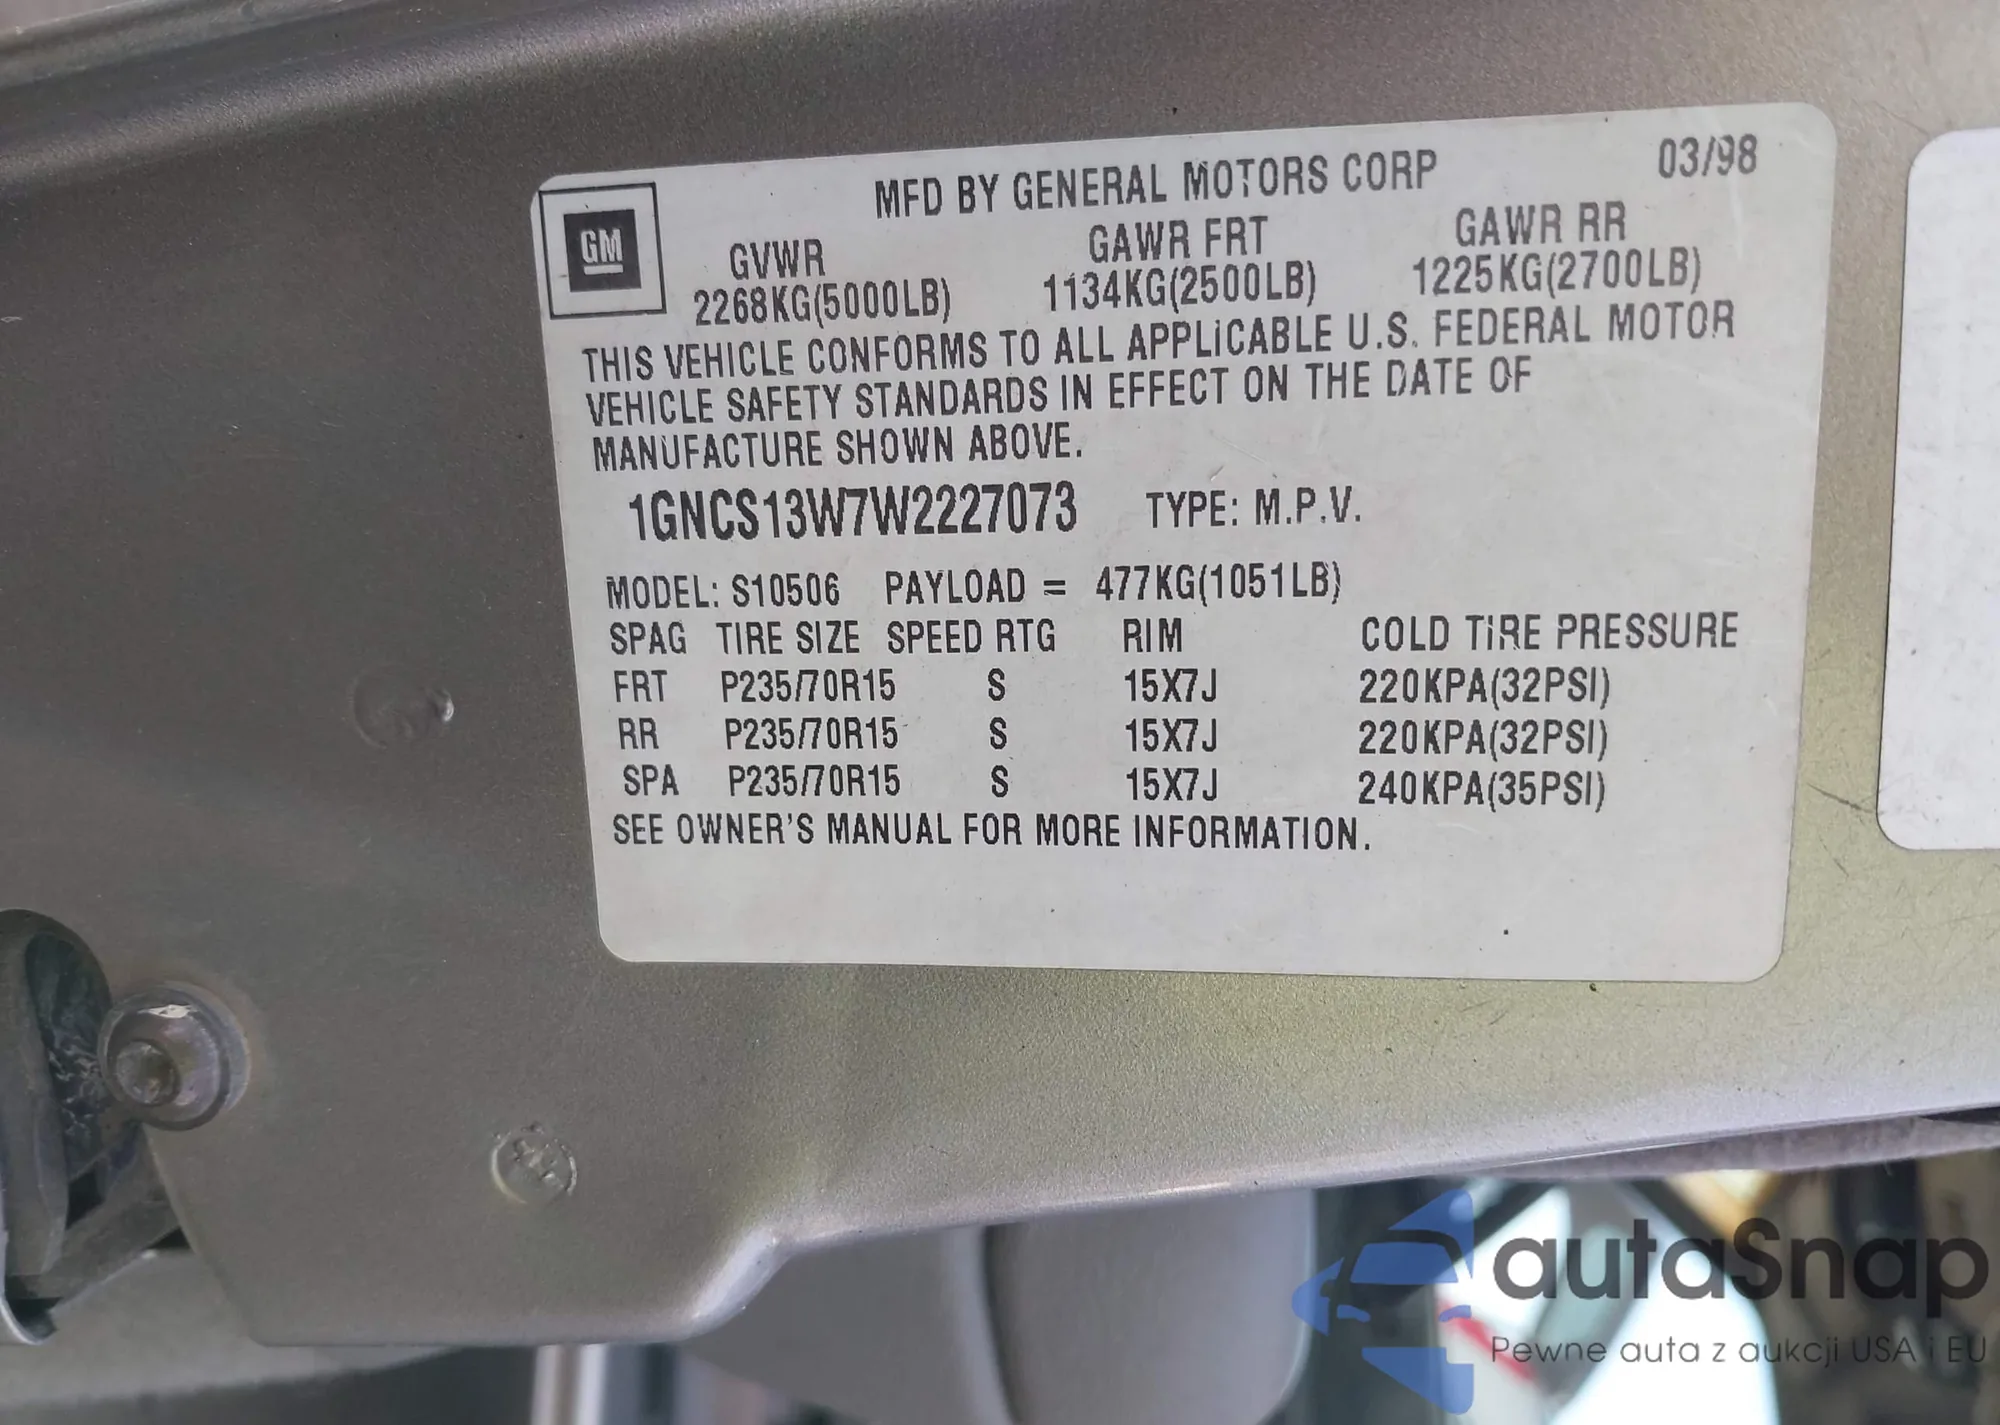 MFD BY GENERAL MOTORS CORP 03/98
GM
GVWR GAWR FRT GAWR RR
2268KG(5000LB) 1134KG(2500LB) 1225KG(2700LB)
THIS VEHICLE CONFORMS TO ALL APPLICABLE U.S. FEDERAL MOTOR
VEHICLE SAFETY STANDARDS IN EFFECT ON THE DATE OF
MANUFACTURE SHOWN ABOVE.
1GNCS13W7W2227073 TYPE: M.P.V.
MODEL: S10506 PAYLOAD = 477KG(1051LB)
SPAG TIRE SIZE SPEED RTG RIM COLD TIRE PRESSURE
FRT P235/70R15 S 15X7J 220KPA(32PSI)
RR P235/70R15 S 15X7J 220KPA(32PSI)
SPA P235/70R15 S 15X7J 240KPA(35PSI)
SEE OWNER'S MANUAL FOR MORE INFORMATION.
autaSnap
Pewne auta z aukcji USA i EU